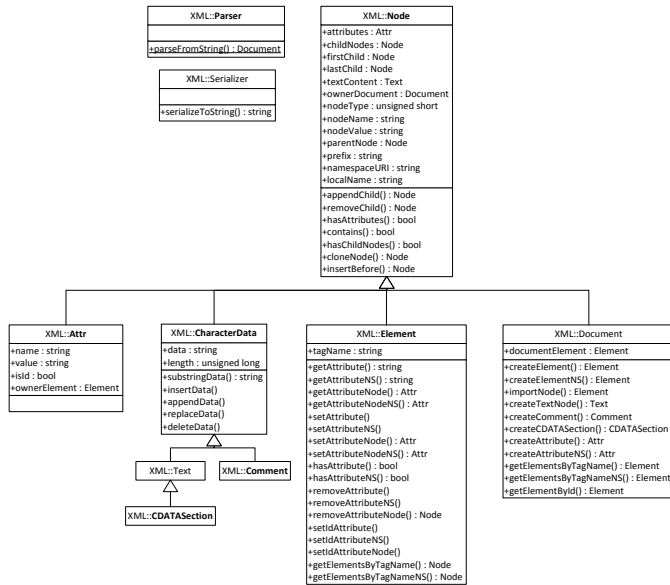 XML::Parser
+parseFromString() : Document
XML::Serializer
+serializeToString() : string
XML::Node
+attributes : Attr
+childNodes : Node
+firstChild : Node
+lastChild : Node
+textContent : Text
+ownerDocument : Document
+nodeType : unsigned short
+nodeName : string
+nodeValue : string
+parentNode : Node
+prefix : string
+namespaceURI : string
+localName : string
+appendChild() : Node
+removeChild() : Node
+hasAttributes() : bool
+contains() : bool
+hasChildNodes() : bool
+cloneNode() : Node
+insertBefore() : Node
XML::Attr
+name : string
+value : string
+isId : bool
+ownerElement : Element
XML::CharacterData
+data : string
+length : unsigned long
+substringData() : string
+insertData()
+appendData()
+replaceData()
+deleteData()
XML::Text
XML::Comment
XML::CDATASection
XML::Element
+tagName : string
+getAttribute() : string
+getAttributeNS() : string
+getAttributeNode() : Attr
+getAttributeNodeNS() : Attr
+setAttribute()
+setAttributeNS()
+setAttributeNode() : Attr
+setAttributeNodeNS() : Attr
+hasAttribute() : bool
+hasAttributeNS() : bool
+removeAttribute()
+removeAttributeNS()
+removeAttributeNode() : Node
+setIdAttribute()
+setIdAttributeNS()
+setIdAttributeNode()
+getElementsByTagName() : Node
+getElementsByTagNameNS() : Node
XML::Document
+documentElement : Element
+createElement() : Element
+createElementNS() : Element
+importNode() : Element
+createTextNode() : Text
+createComment() : Comment
+createCDATASection() : CDATASection
+createAttribute() : Attr
+createAttributeNS() : Attr
+getElementsByTagName() : Element
+getElementsByTagNameNS() : Element
+getElementById() : Element